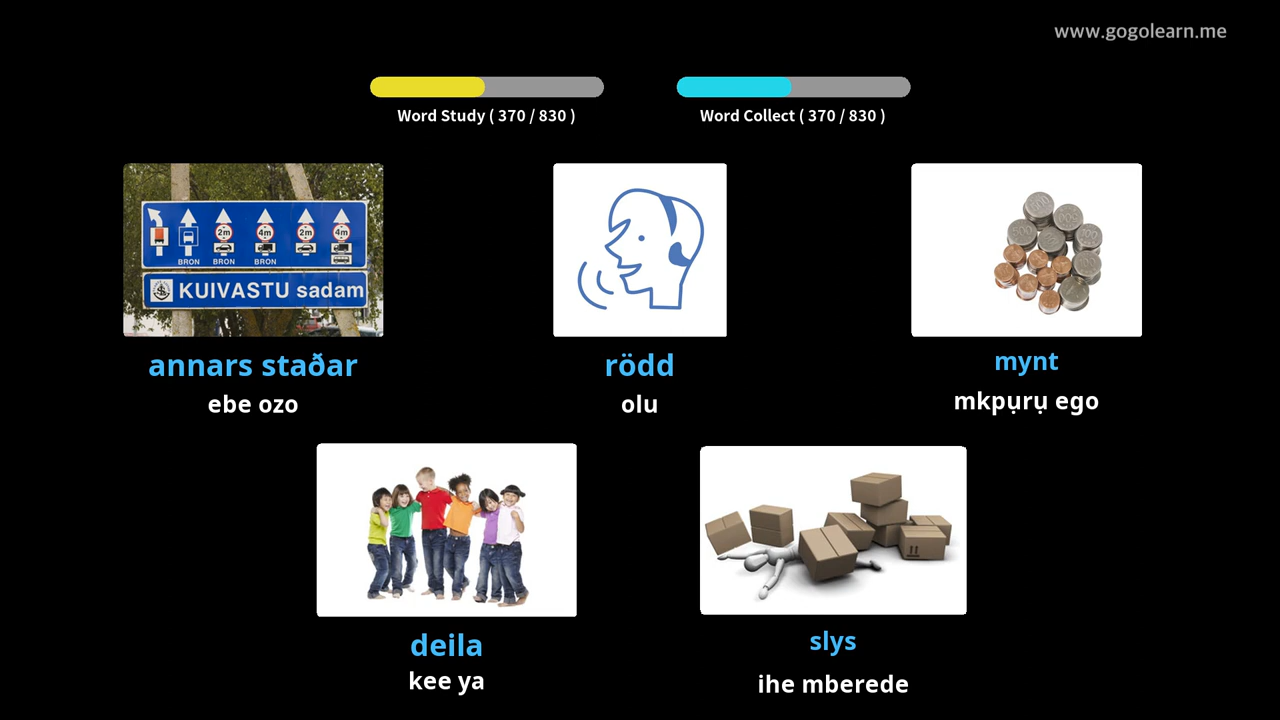 www.gogolearn.me
Word Study ( 370 / 830 )
Word Collect ( 370 / 830 )
2m
4m
2m
4m
BRON
BRON
BRON
KUIVASTU sadam
annars staðar
ebe ozo
rödd
olu
mynt
mkpụrụ ego
deila
kee ya
slys
ihe mberede